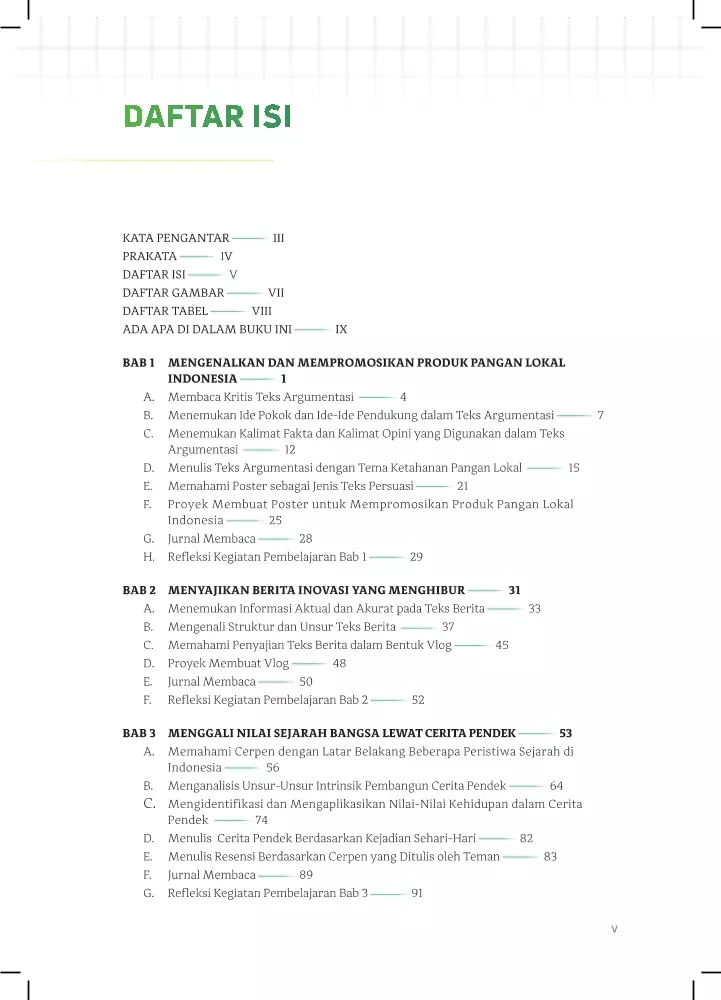 DAFTAR ISI
KATA PENGANTAR III
PRAKATA IV
DAFTAR ISI V
DAFTAR GAMBAR VII
DAFTAR TABEL VIII
ADA APA DI DALAM BUKU INI IX
BAB 1 MENGENALKAN DAN MEMPROMOSIKAN PRODUK PANGAN LOKAL
INDONESIA 1
A. Membaca Kritis Teks Argumentasi 4
B. Menemukan Ide Pokok dan Ide-Ide Pendukung dalam Teks Argumentasi 7
C. Menemukan Kalimat Fakta dan Kalimat Opini yang Digunakan dalam Teks
Argumentasi 12
D. Menulis Teks Argumentasi dengan Tema Ketahanan Pangan Lokal 15
E. Memahami Poster sebagai Jenis Teks Persuasi 21
F. Proyek Membuat Poster untuk Mempromosikan Produk Pangan Lokal
Indonesia 25
G. Jurnal Membaca 28
H. Refleksi Kegiatan Pembelajaran Bab 1 29
BAB 2 MENYAJIKAN BERITA INOVASI YANG MENGHIBUR 31
A. Menemukan Informasi Aktual dan Akurat pada Teks Berita 33
B. Mengenali Struktur dan Unsur Teks Berita 37
C. Memahami Penyajian Teks Berita dalam Bentuk Vlog 45
D. Proyek Membuat Vlog 48
E. Jurnal Membaca 50
F. Refleksi Kegiatan Pembelajaran Bab 2 52
BAB 3 MENGGALI NILAI SEJARAH BANGSA LEWAT CERITA PENDEK 53
A. Memahami Cerpen dengan Latar Belakang Beberapa Peristiwa Sejarah di
Indonesia 56
B. Menganalisis Unsur-Unsur Intrinsik Pembangun Cerita Pendek 64
C. Mengidentifikasi dan Mengaplikasikan Nilai-Nilai Kehidupan dalam Cerita
Pendek 74
D. Menulis Cerita Pendek Berdasarkan Kejadian Sehari-Hari 82
E. Menulis Resensi Berdasarkan Cerpen yang Ditulis oleh Teman 83
F. Jurnal Membaca 89
G. Refleksi Kegiatan Pembelajaran Bab 3 91
V